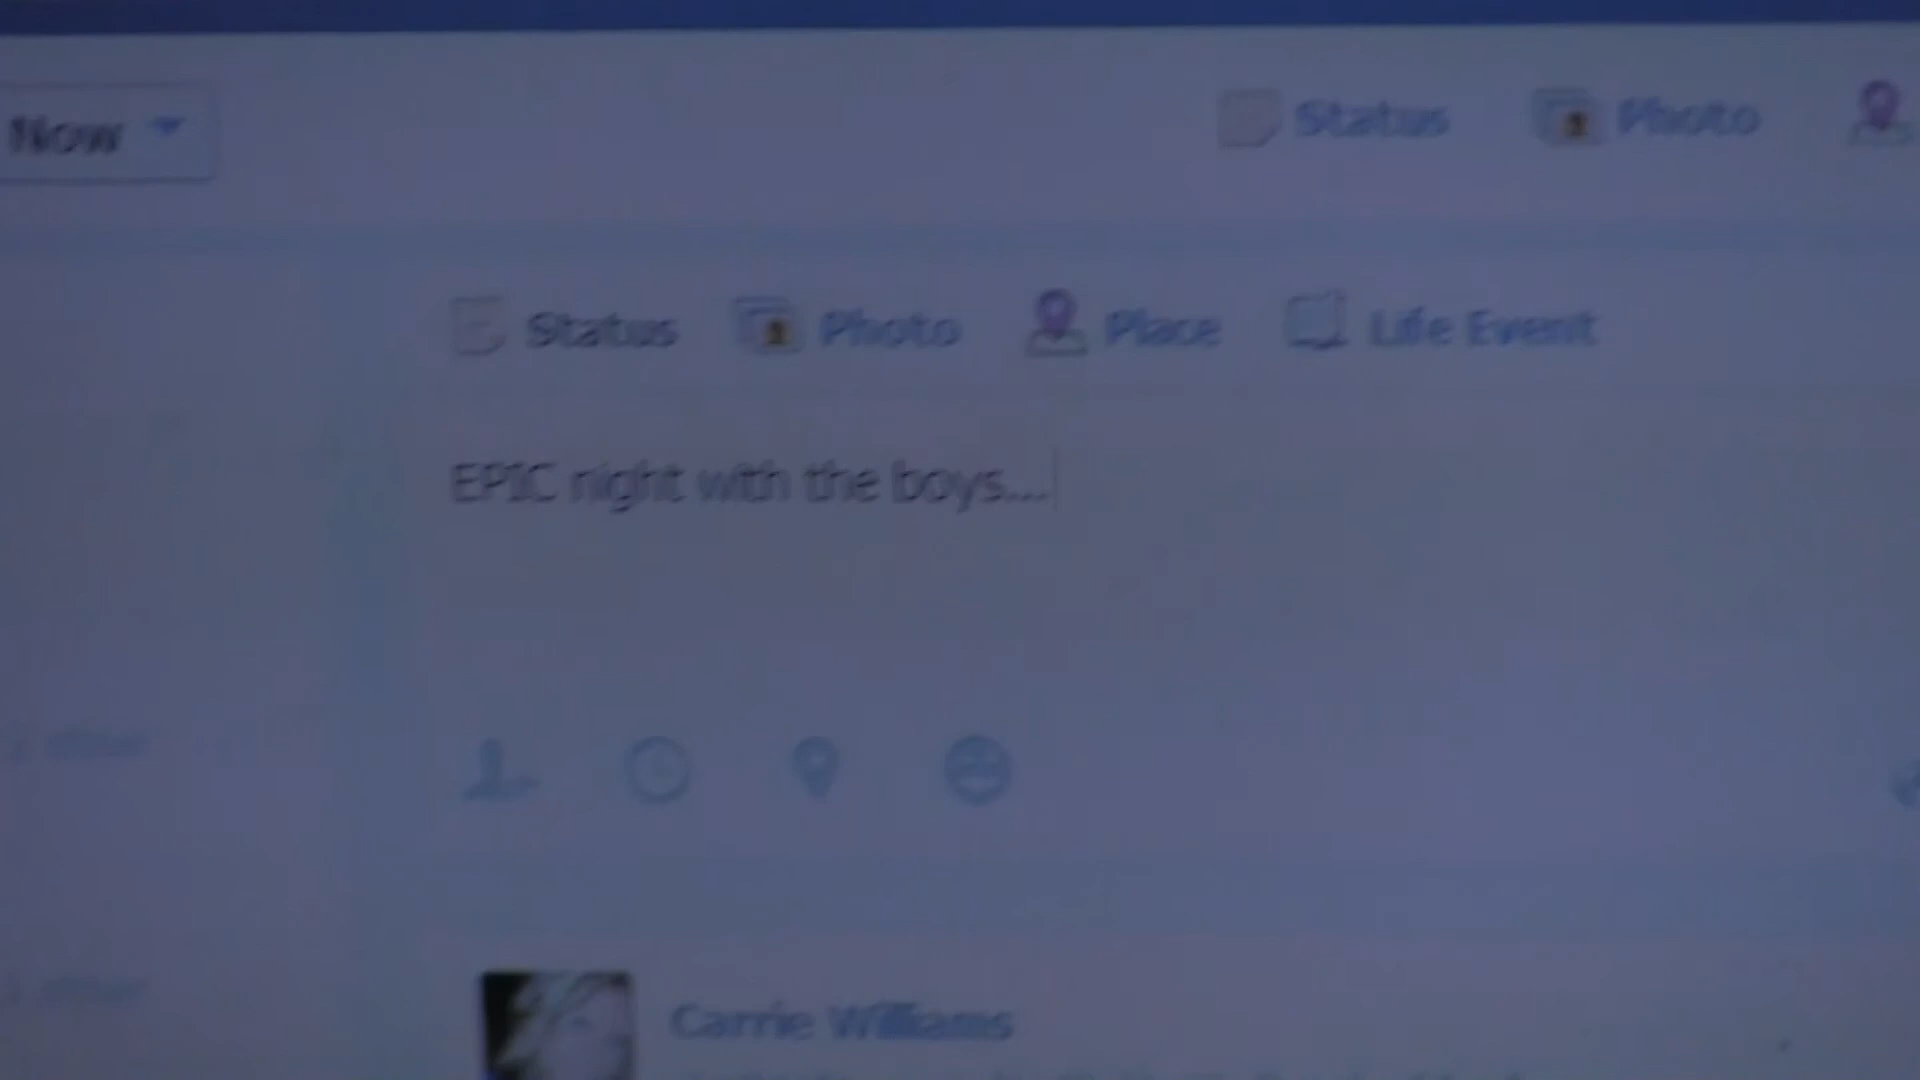 Now
Status Photo
Status Photo Place Life Event
EPIC night with the boys...
Carrie Williams